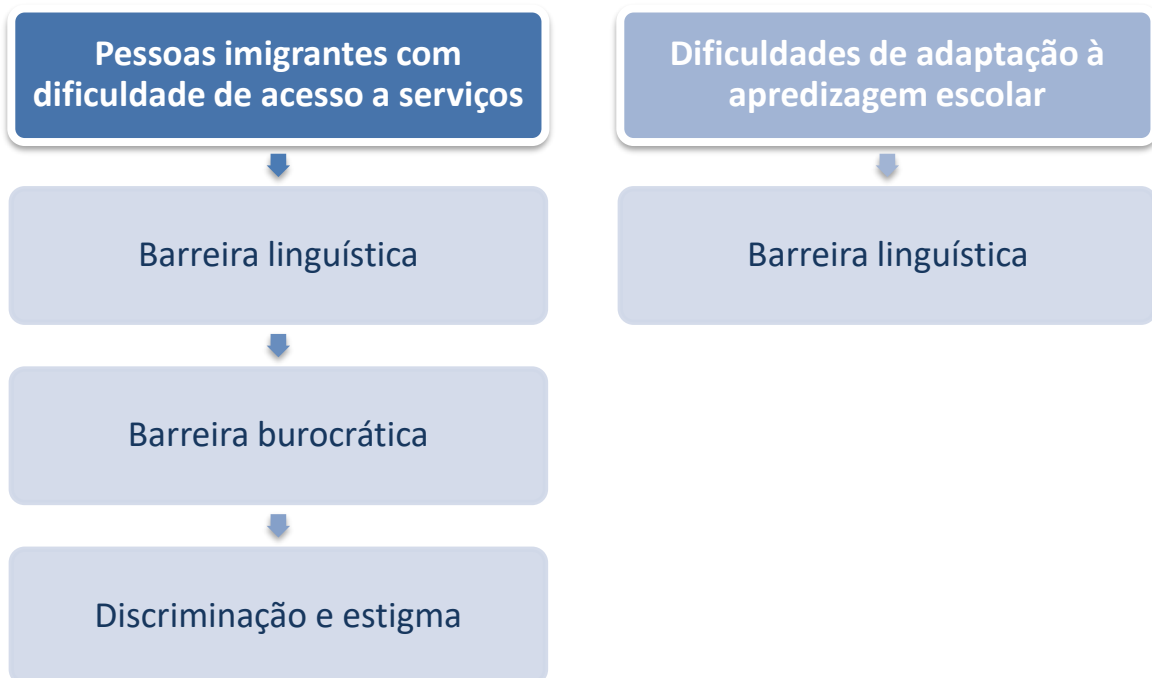 Pessoas imigrantes com
dificuldade de acesso a serviços
Barreira linguística
Barreira burocrática
Discriminação e estigma
Dificuldades de adaptação à
apredizagem escolar
Barreira linguística